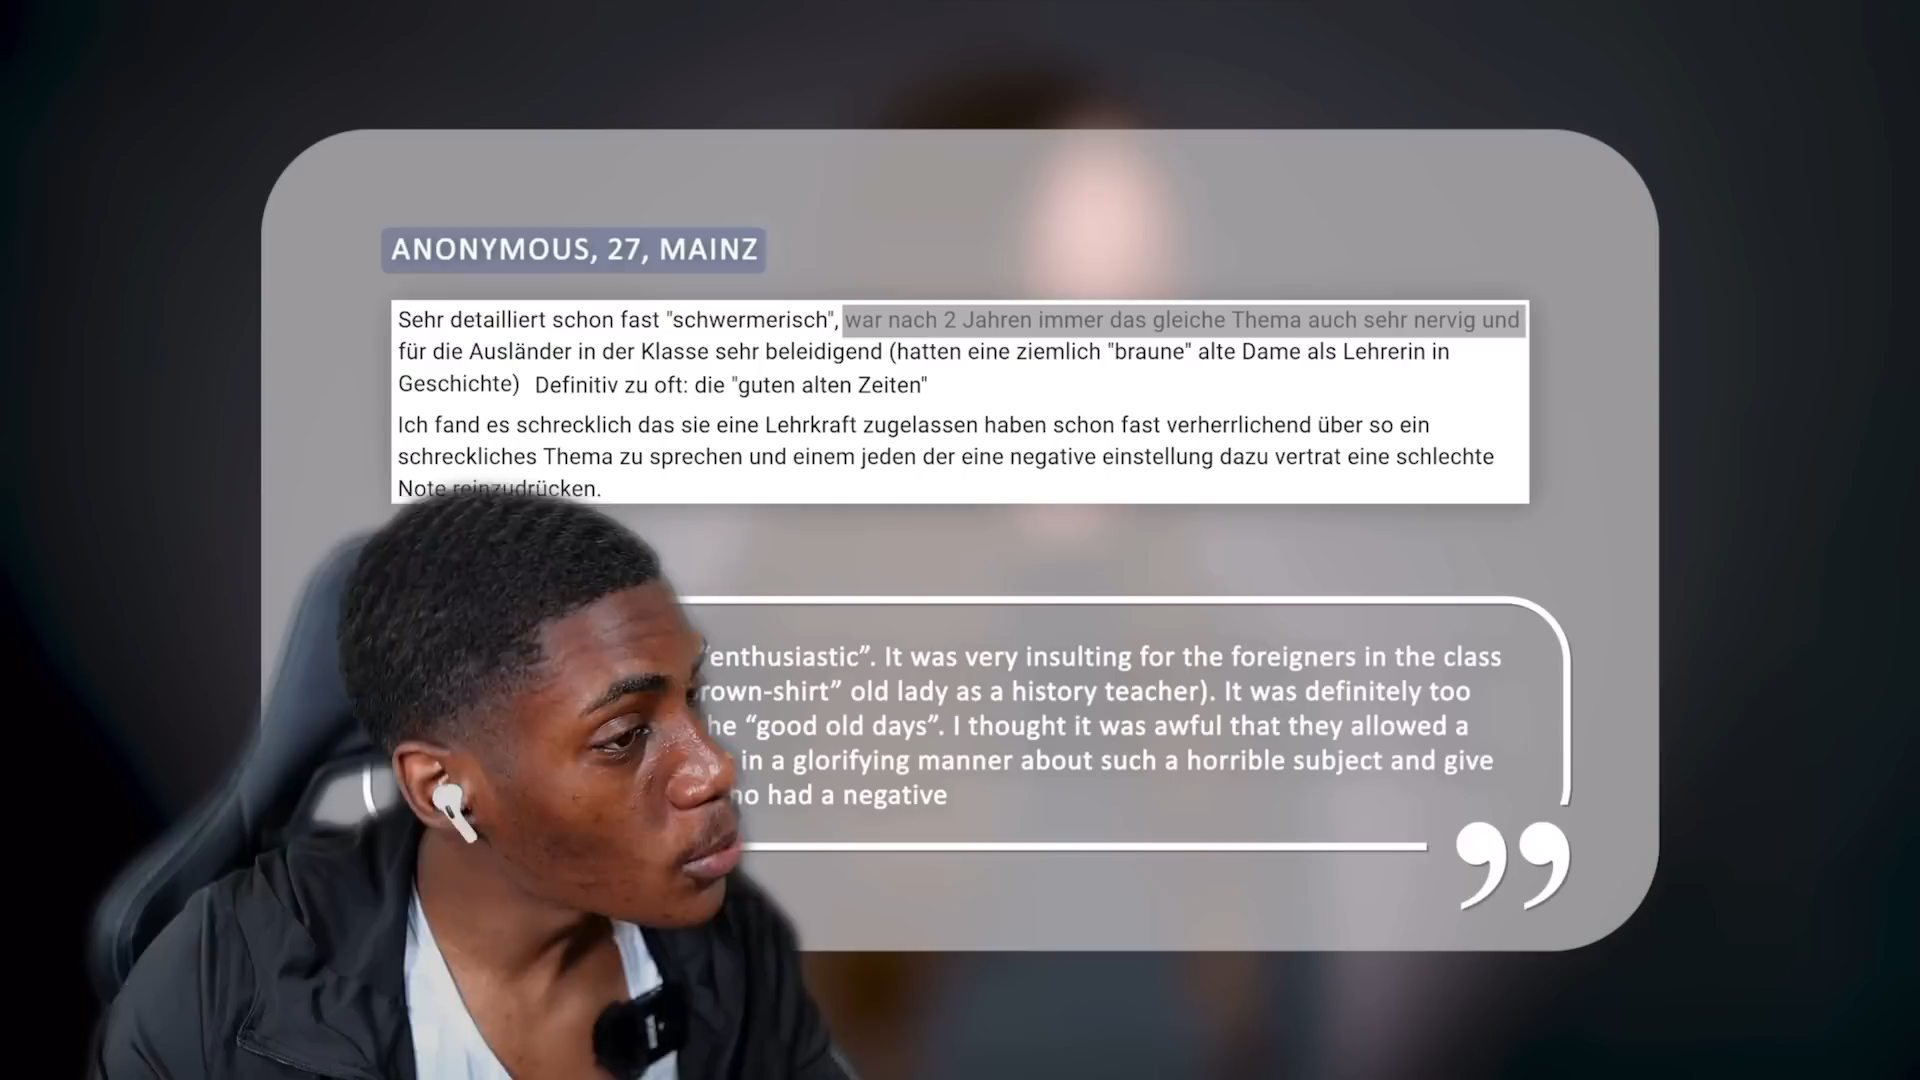 ANONYMOUS, 27, MAINZ
Sehr detailliert schon fast "schwermerisch", war nach 2 Jahren immer das gleiche Thema auch sehr nervig und
für die Ausländer in der Klasse sehr beleidigend (hatten eine ziemlich "braune" alte Dame als Lehrerin in
Geschichte) Definitiv zu oft: die "guten alten Zeiten"
Ich fand es schrecklich das sie eine Lehrkraft zugelassen haben schon fast verherrlichend über so ein
schreckliches Thema zu sprechen und einem jeden der eine negative einstellung dazu vertrat eine schlechte
Note reinzudrücken.
"enthusiastic”. It was very insulting for the foreigners in the class
rown-shirt” old lady as a history teacher). It was definitely too
he “good old days”. I thought it was awful that they allowed a
in a glorifying manner about such a horrible subject and give
ho had a negative
”